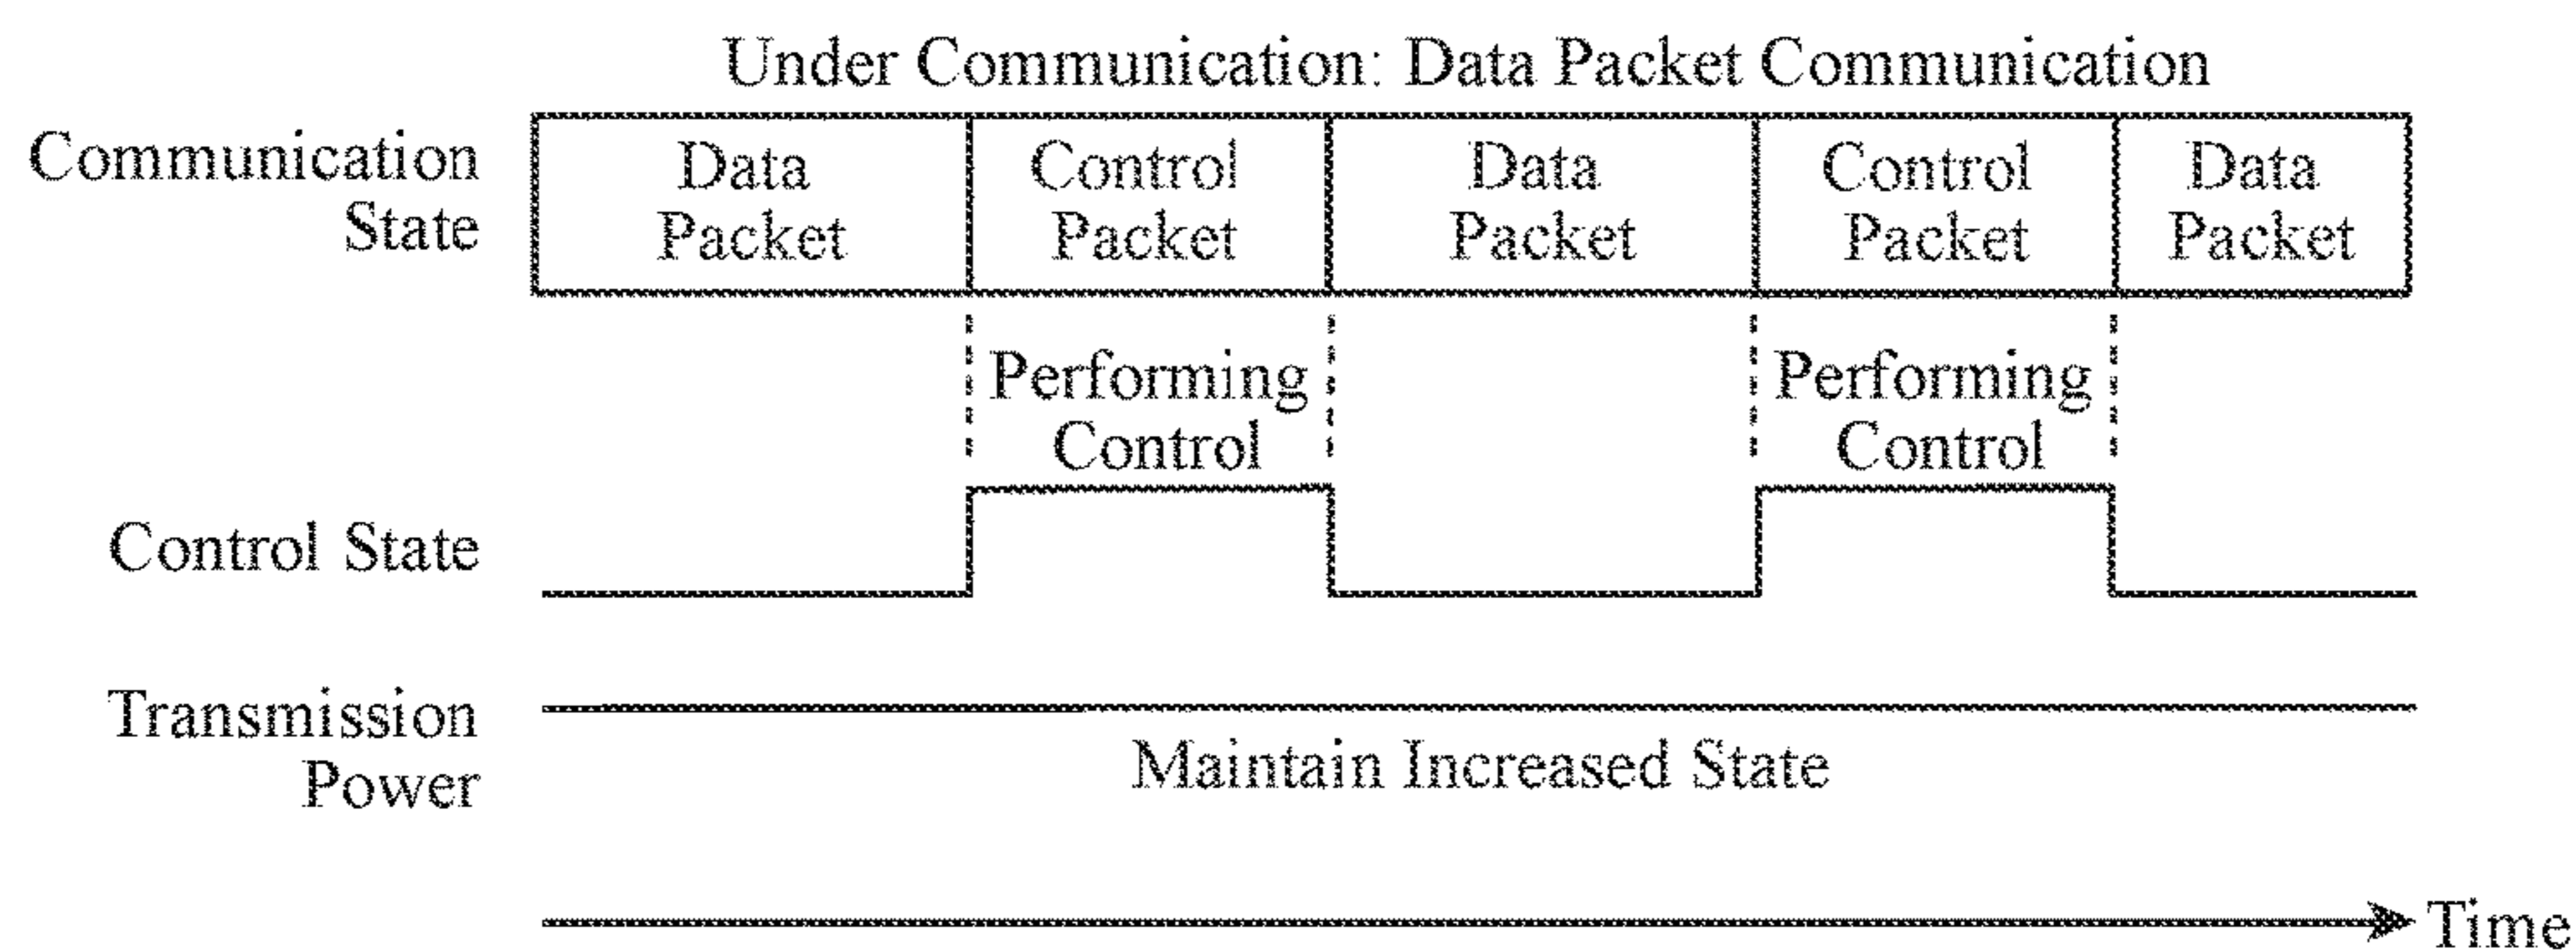 Under Communication: Data Packet Communication
Communication
State
Data
Packet
Control
Packet
Data
Packet
Control
Packet
Data
Packet
Performing
Control
Performing
Control
Control State
Transmission
Power
Maintain Increased State
Time